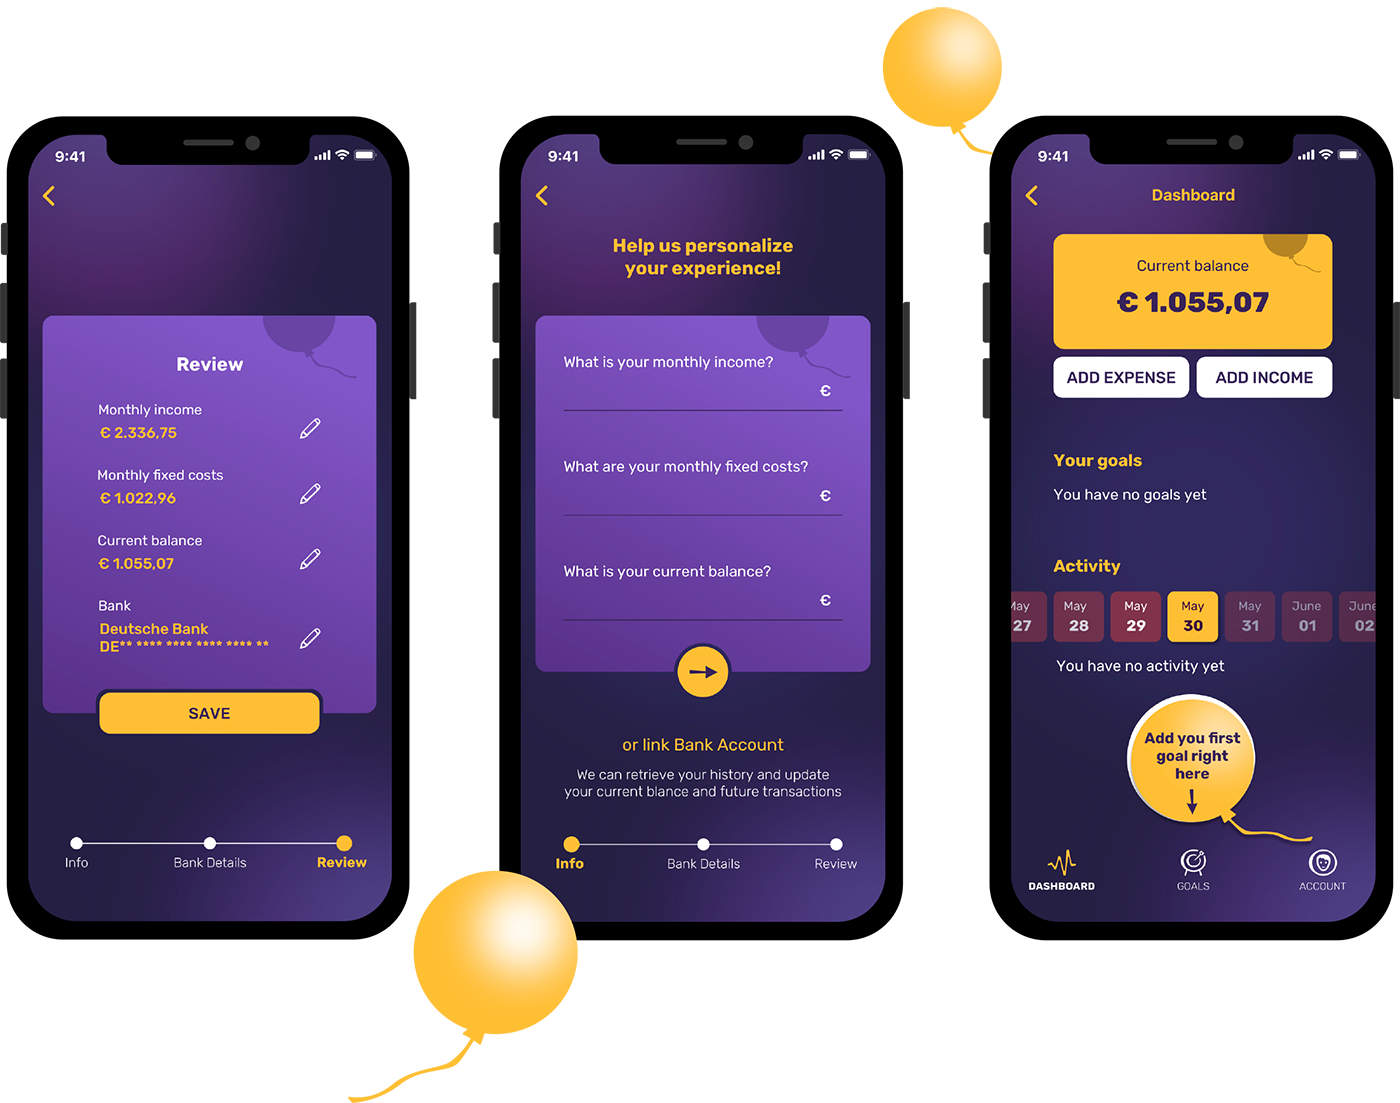 9:41
Review
Monthly income
€ 2.336,75
Monthly fixed costs
€ 1.022,96
Current balance
€ 1.055,07
Bank
Deutsche Bank
DE** **** **** **** **** **
SAVE
Info
Bank Details
Review
9:41
Help us personalize
your experience!
What is your monthly income?
€
What are your monthly fixed costs?
€
What is your current balance?
€
or link Bank Account
We can retrieve your history and update
your current blance and future transactions
Info
Bank Details
Review
9:41
Dashboard
Current balance
€ 1.055,07
ADD EXPENSE
ADD INCOME
Your goals
You have no goals yet
Activity
May
27
May
28
May
29
May
30
May
31
June
01
June
02
You have no activity yet
Add you first
goal right
here
DASHBOARD
GOALS
ACCOUNT